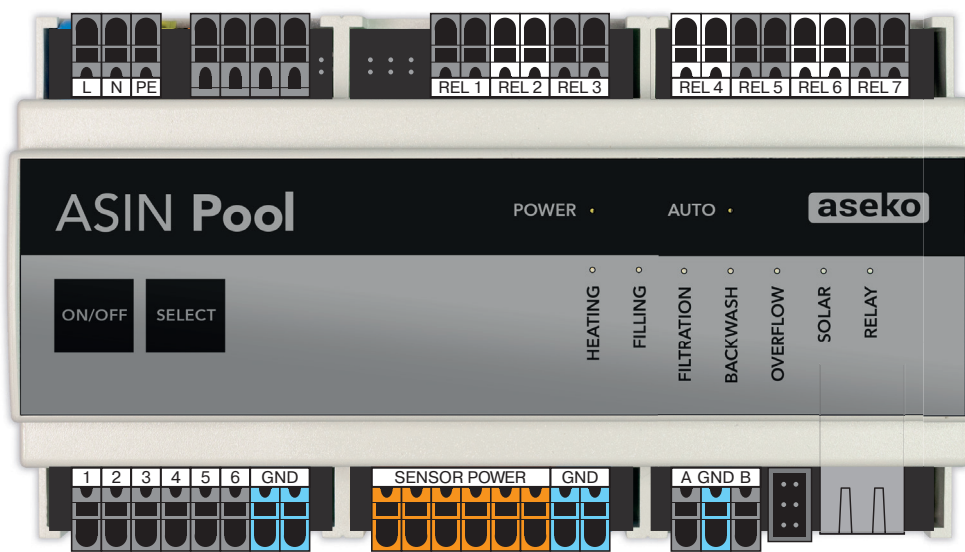 L N PE
REL 1 REL 2 REL 3
REL 4 REL 5 REL 6 REL 7
ASIN Pool
POWER
AUTO
aseko
ON/OFF
SELECT
HEATING
FILLING
FILTRATION
BACKWASH
OVERFLOW
SOLAR
RELAY
1 2 3 4 5 6 GND
SENSOR POWER GND
A GND B